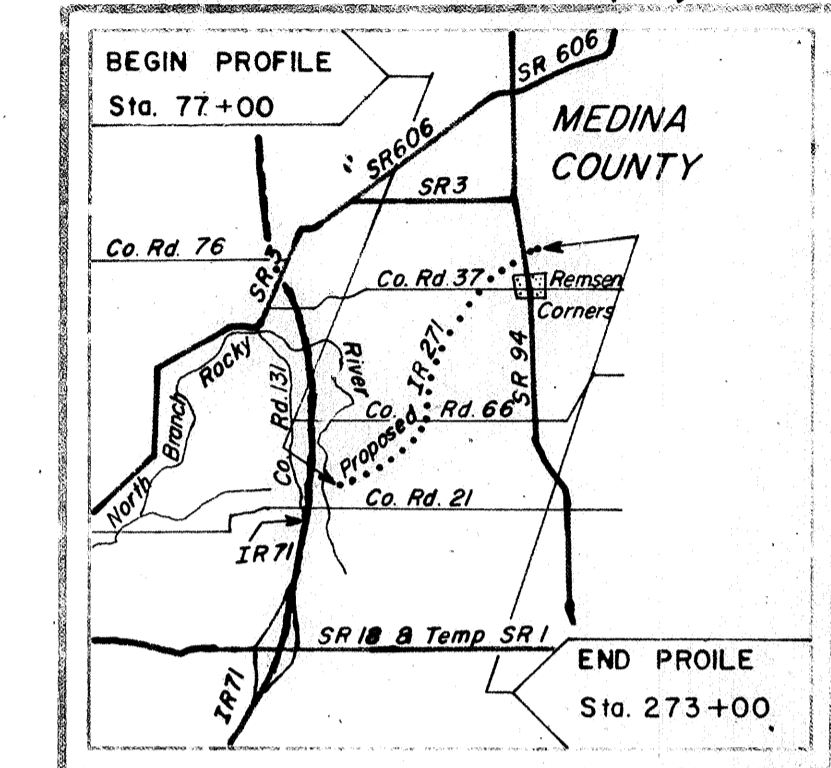 BEGIN PROFILE
Sta. 77+00
SR 606
MEDINA
COUNTY
SR606
SR3
Co. Rd. 76
SR.3
Co. Rd. 37
Remsen
Corners
IR 271
Proposed
SR 94
River
Rocky
Branch
North
Co. Rd. 131
Co. Rd. 66
Co. Rd. 21
IR 71
SR 18 & Temp SR 1
IR71
END PROILE
Sta. 273+00